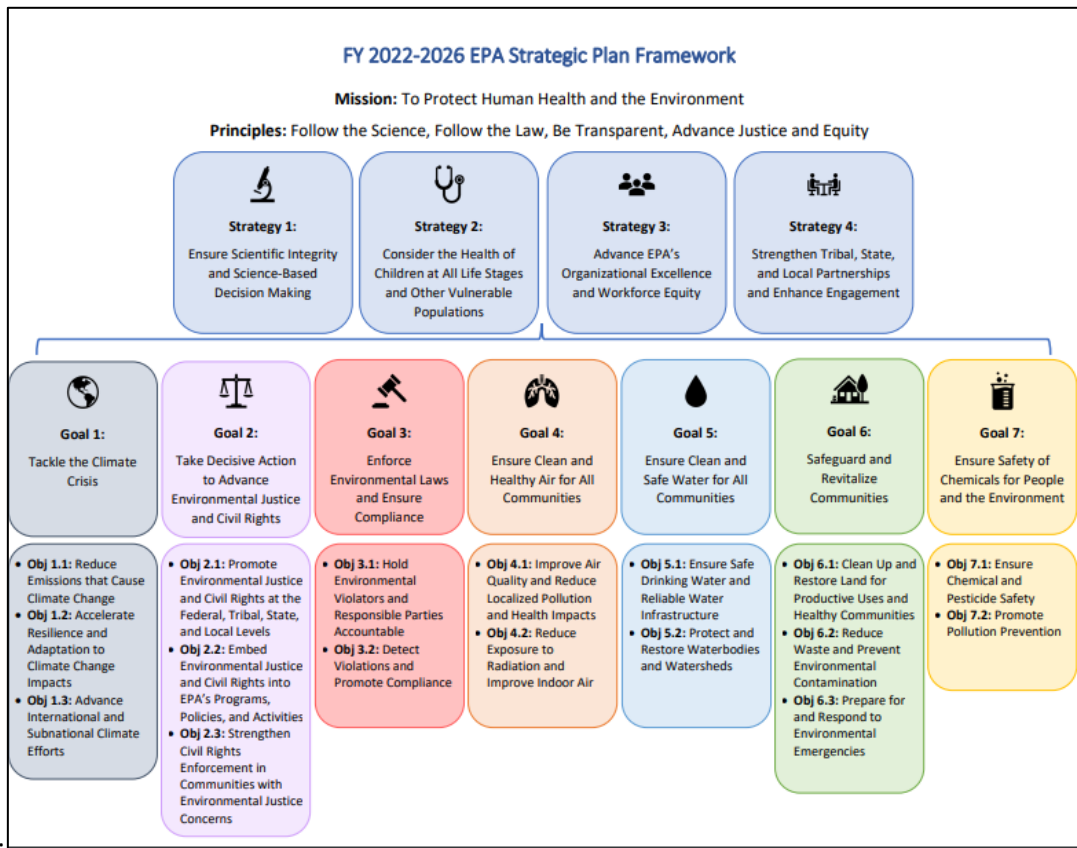 FY 2022-2026 EPA Strategic Plan Framework
Mission: To Protect Human Health and the Environment
Principles: Follow the Science, Follow the Law, Be Transparent, Advance Justice and Equity
Strategy 1:
Ensure Scientific Integrity
and Science-Based
Decision Making
Strategy 2:
Consider the Health of
Children at All Life Stages
and Other Vulnerable
Populations
Strategy 3:
Advance EPA's
Organizational Excellence
and Workforce Equity
Strategy 4:
Strengthen Tribal, State,
and Local Partnerships
and Enhance Engagement
Goal 1:
Tackle the Climate
Crisis
Goal 2:
Take Decisive Action
to Advance
Environmental Justice
and Civil Rights
Goal 3:
Enforce
Environmental Laws
and Ensure
Compliance
Goal 4:
Ensure Clean and
Healthy Air for All
Communities
Goal 5:
Ensure Clean and
Safe Water for All
Communities
Goal 6:
Safeguard and
Revitalize
Communities
Goal 7:
Ensure Safety of
Chemicals for People
and the Environment
• Obj 1.1: Reduce
Emissions that Cause
Climate Change
• Obj 1.2: Accelerate
Resilience and
Adaptation to
Climate Change
Impacts
• Obj 1.3: Advance
International and
Subnational Climate
Efforts
• Obj 2.1: Promote
Environmental Justice
and Civil Rights at the
Federal, Tribal, State,
and Local Levels
• Obj 2.2: Embed
Environmental Justice
and Civil Rights into
EPA's Programs,
Policies, and Activities
• Obj 2.3: Strengthen
Civil Rights
Enforcement in
Communities with
Environmental Justice
Concerns
• Obj 3.1: Hold
Environmental
Violators and
Responsible Parties
Accountable
• Obj 3.2: Detect
Violations and
Promote Compliance
• Obj 4.1: Improve Air
Quality and Reduce
Localized Pollution
and Health Impacts
• Obj 4.2: Reduce
Exposure to
Radiation and
Improve Indoor Air
• Obj 5.1: Ensure Safe
Drinking Water and
Reliable Water
Infrastructure
• Obj 5.2: Protect and
Restore Waterbodies
and Watersheds
• Obj 6.1: Clean Up and
Restore Land for
Productive Uses and
Healthy Communities
• Obj 6.2: Reduce
Waste and Prevent
Environmental
Contamination
• Obj 6.3: Prepare for
and Respond to
Environmental
Emergencies
• Obj 7.1: Ensure
Chemical and
Pesticide Safety
• Obj 7.2: Promote
Pollution Prevention